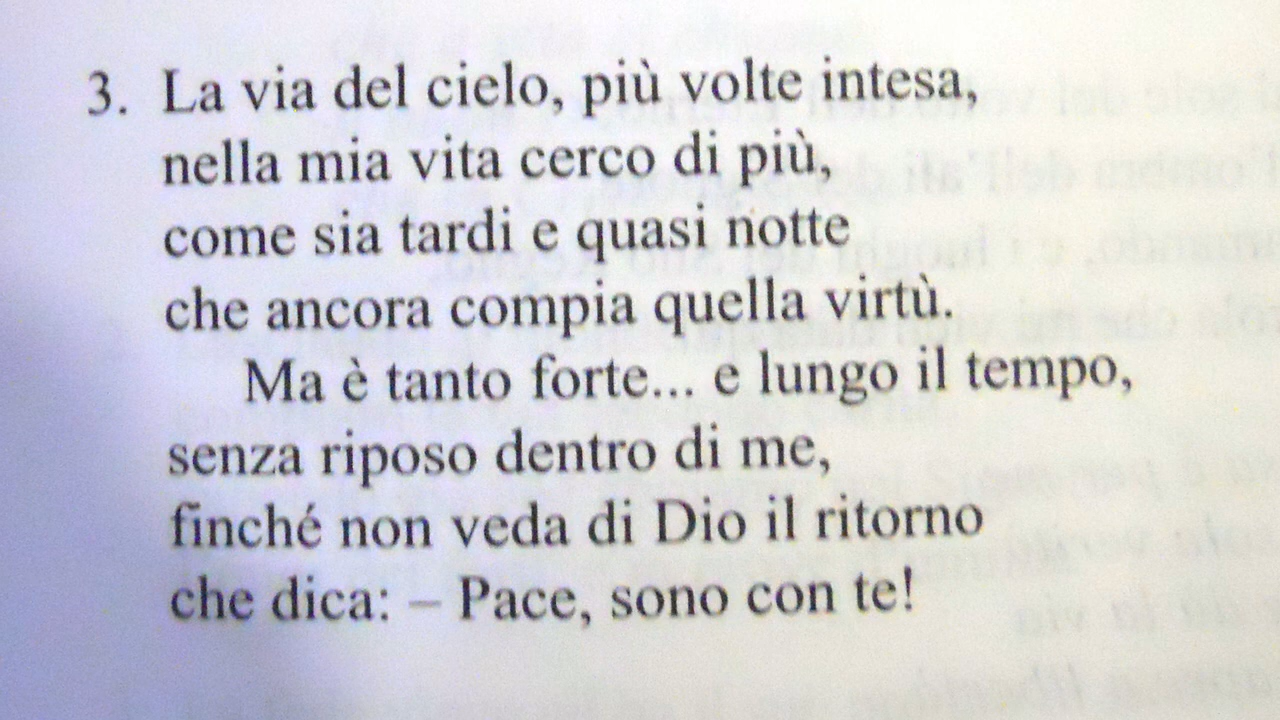 3. La via del cielo, più volte intesa,
nella mia vita cerco di più,
come sia tardi e quasi notte
che ancora compia quella virtù.
Ma è tanto forte... e lungo il tempo,
senza riposo dentro di me,
finché non veda di Dio il ritorno
che dica: – Pace, sono con te!